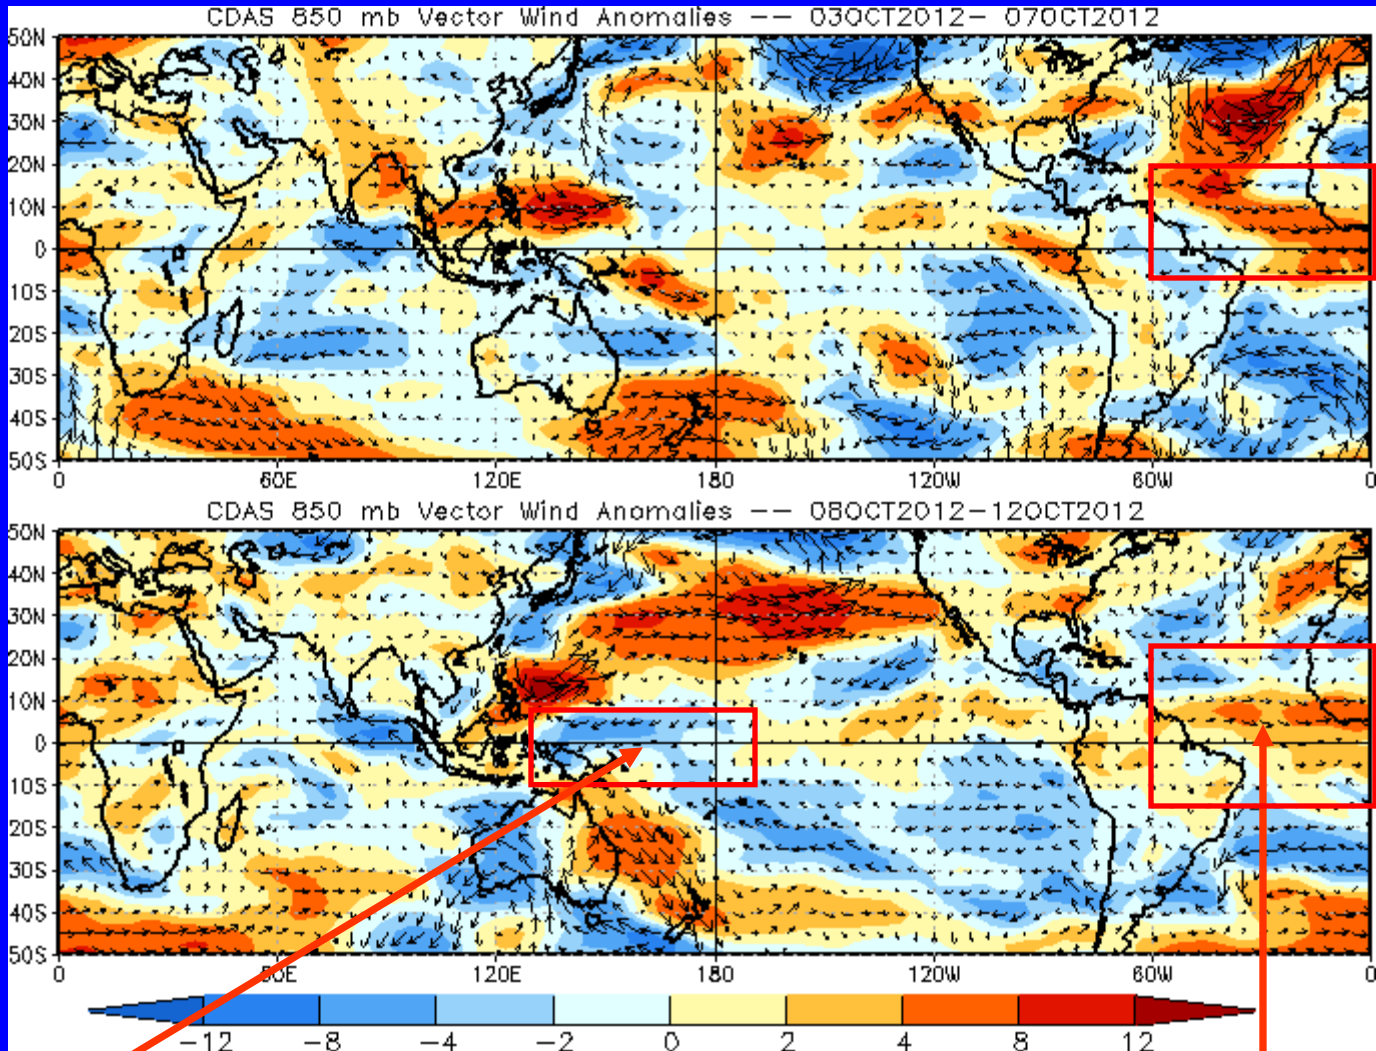 CDAS 850 mb Vector Wind Anomalies -- 03OCT2012- 07OCT2012
50N
40N
30N
20N
10N
0
10S
20S
30S
40S
50S
0 60E 120E 180 120W 60W 0
CDAS 850 mb Vector Wind Anomalies -- 08OCT2012-12OCT2012
50N
40N
30N
20N
10N
0
10S
20S
30S
40S
50S
0 60E 120E 180 120W 60W 0
-12 -8 -4 -2 0 2 4 8 12